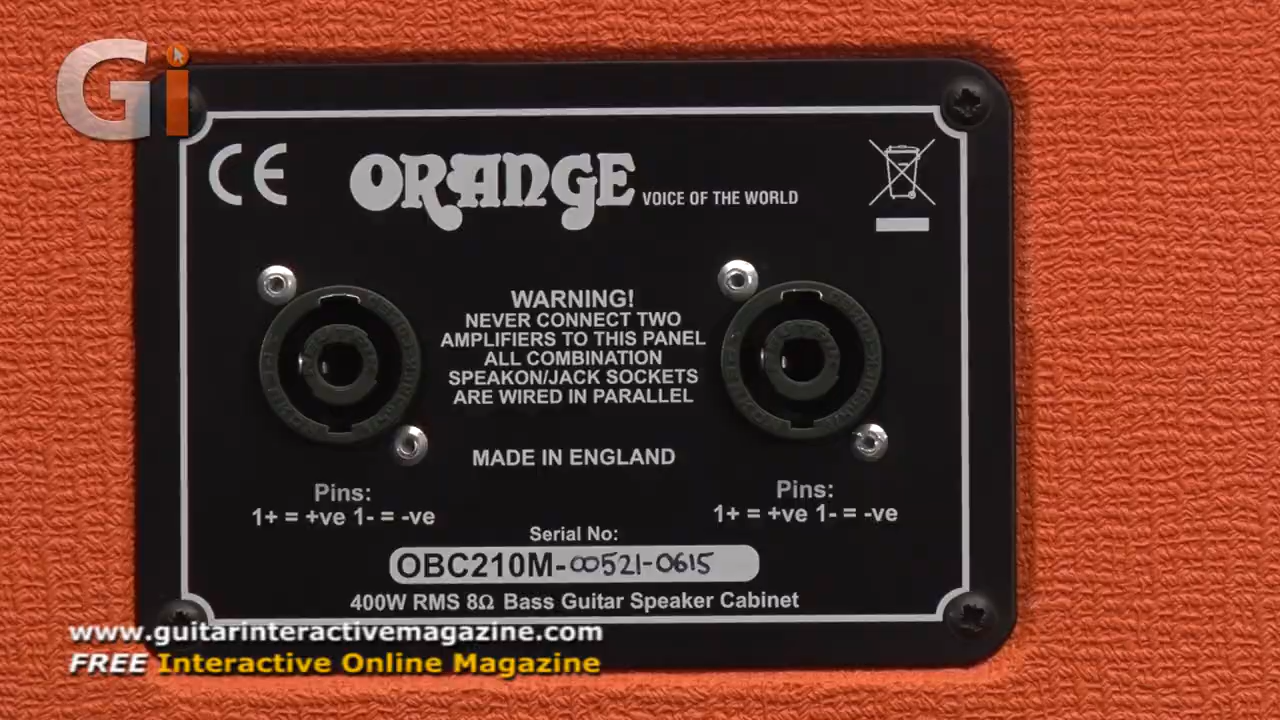 Gi
CE
ORANGE VOICE OF THE WORLD
WARNING!
NEVER CONNECT TWO
AMPLIFIERS TO THIS PANEL
ALL COMBINATION
SPEAKON/JACK SOCKETS
ARE WIRED IN PARALLEL
MADE IN ENGLAND
Pins:
1+ = +ve 1- = -ve
Pins:
1+ = +ve 1- = -ve
Serial No:
OBC210M-00521-0615
400W RMS 8Ω Bass Guitar Speaker Cabinet
www.guitarinteractivemagazine.com
FREE Interactive Online Magazine